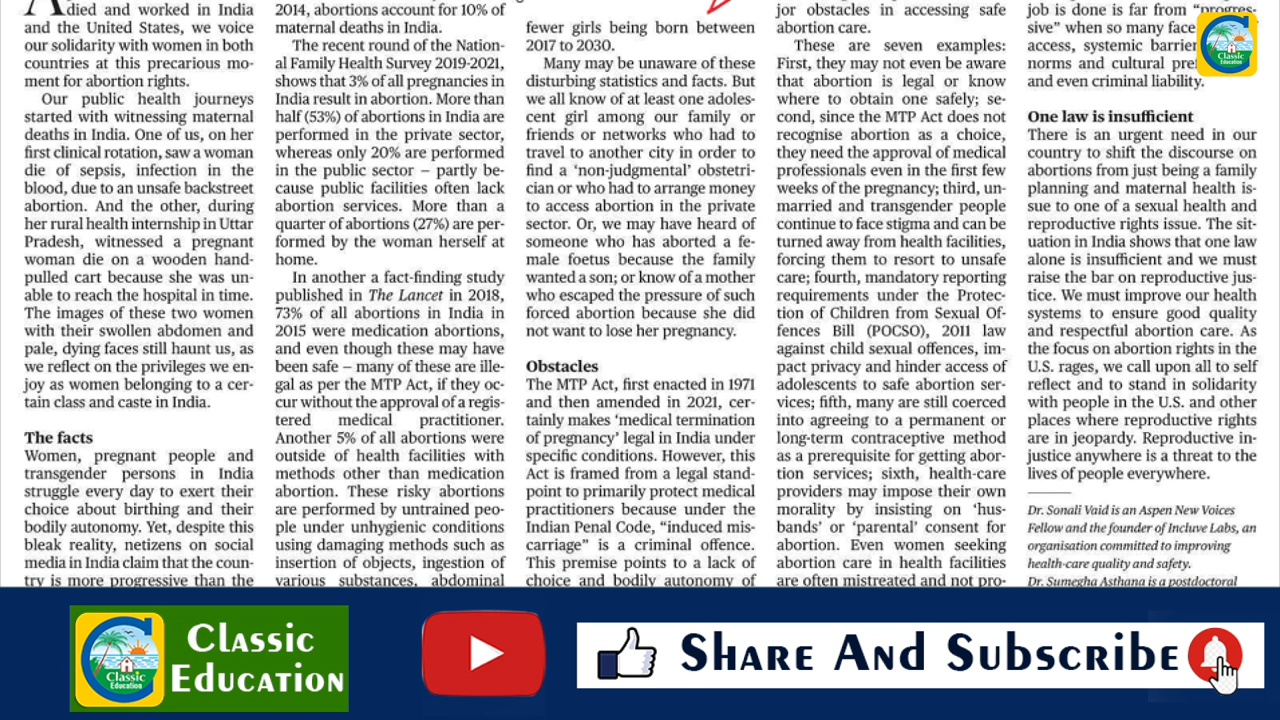 A
died and worked in India
and the United States, we voice
our solidarity with women in both
countries at this precarious mo-
ment for abortion rights.
Our public health journeys
started with witnessing maternal
deaths in India. One of us, on her
first clinical rotation, saw a woman
die of sepsis, infection in the
blood, due to an unsafe backstreet
abortion. And the other, during
her rural health internship in Uttar
Pradesh, witnessed a pregnant
woman die on a wooden hand-
pulled cart because she was un-
able to reach the hospital in time.
The images of these two women
with their swollen abdomen and
pale, dying faces still haunt us, as
we reflect on the privileges we en-
joy as women belonging to a cer-
tain class and caste in India.
The facts
Women, pregnant people and
transgender persons in India
struggle every day to exert their
choice about birthing and their
bodily autonomy. Yet, despite this
bleak reality, netizens on social
media in India claim that the coun-
try is more progressive than the
2014, abortions account for 10% of
maternal deaths in India.
The recent round of the Nation-
al Family Health Survey 2019-2021,
shows that 3% of all pregnancies in
India result in abortion. More than
half (53%) of abortions in India are
performed in the private sector,
whereas only 20% are performed
in the public sector – partly be-
cause public facilities often lack
abortion services. More than a
quarter of abortions (27%) are per-
formed by the woman herself at
home.
In another a fact-finding study
published in The Lancet in 2018,
73% of all abortions in India in
2015 were medication abortions,
and even though these may have
been safe – many of these are ille-
gal as per the MTP Act, if they oc-
cur without the approval of a regis-
tered medical practitioner.
Another 5% of all abortions were
outside of health facilities with
methods other than medication
abortion. These risky abortions
are performed by untrained peo-
ple under unhygienic conditions
using damaging methods such as
insertion of objects, ingestion of
various substances, abdominal
fewer girls being born between
2017 to 2030.
Many may be unaware of these
disturbing statistics and facts. But
we all know of at least one adoles-
cent girl among our family or
friends or networks who had to
travel to another city in order to
find a ‘non-judgmental’ obstetri-
cian or who had to arrange money
to access abortion in the private
sector. Or, we may have heard of
someone who has aborted a fe-
male foetus because the family
wanted a son; or know of a mother
who escaped the pressure of such
forced abortion because she did
not want to lose her pregnancy.
Obstacles
The MTP Act, first enacted in 1971
and then amended in 2021, cer-
tainly makes ‘medical termination
of pregnancy’ legal in India under
specific conditions. However, this
Act is framed from a legal stand-
point to primarily protect medical
practitioners because under the
Indian Penal Code, “induced mis-
carriage” is a criminal offence.
This premise points to a lack of
choice and bodily autonomy of
jor obstacles in accessing safe
abortion care.
These are seven examples:
First, they may not even be aware
that abortion is legal or know
where to obtain one safely; se-
cond, since the MTP Act does not
recognise abortion as a choice,
they need the approval of medical
professionals even in the first few
weeks of the pregnancy; third, un-
married and transgender people
continue to face stigma and can be
turned away from health facilities,
forcing them to resort to unsafe
care; fourth, mandatory reporting
requirements under the Protec-
tion of Children from Sexual Of-
fences Bill (POCSO), 2011 law
against child sexual offences, im-
pact privacy and hinder access of
adolescents to safe abortion ser-
vices; fifth, many are still coerced
into agreeing to a permanent or
long-term contraceptive method
as a prerequisite for getting abor-
tion services; sixth, health-care
providers may impose their own
morality by insisting on ‘hus-
bands’ or ‘parental’ consent for
abortion. Even women seeking
abortion care in health facilities
are often mistreated and not pro-
job is done is far from “progres-
sive” when so many face
access, systemic barrier
norms and cultural pre
and even criminal liability.
One law is insufficient
There is an urgent need in our
country to shift the discourse on
abortions from just being a family
planning and maternal health is-
sue to one of a sexual health and
reproductive rights issue. The sit-
uation in India shows that one law
alone is insufficient and we must
raise the bar on reproductive jus-
tice. We must improve our health
systems to ensure good quality
and respectful abortion care. As
the focus on abortion rights in the
U.S. rages, we call upon all to self
reflect and to stand in solidarity
with people in the U.S. and other
places where reproductive rights
are in jeopardy. Reproductive in-
justice anywhere is a threat to the
lives of people everywhere.
Dr. Sonali Vaid is an Aspen New Voices
Fellow and the founder of Incluve Labs, an
organisation committed to improving
health-care quality and safety.
Dr. Sumegha Asthana is a postdoctoral
Classic
Education
Classic
Education
Classic
Education
Share And Subscribe